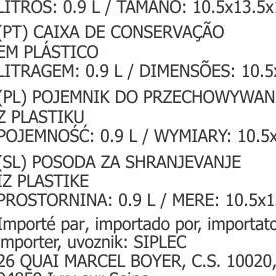 LITROS: 0.9 L / TAMAÑO: 10.5x13.5x
(PT) CAIXA DE CONSERVAÇÃO
EM PLÁSTICO
LITRAGEM: 0.9 L / DIMENSÕES: 10.5
(PL) POJEMNIK DO PRZECHOWYWAN
Z PLASTIKU
POJEMNOŚĆ: 0.9 L / WYMIARY: 10.5x
(SL) POSODA ZA SHRANJEVANJE
IZ PLASTIKE
PROSTORNINA: 0.9 L / MERE: 10.5x1
Importé par, importado por, importato
importer, uvoznik: SIPLEC
26 QUAI MARCEL BOYER, C.S. 10020,